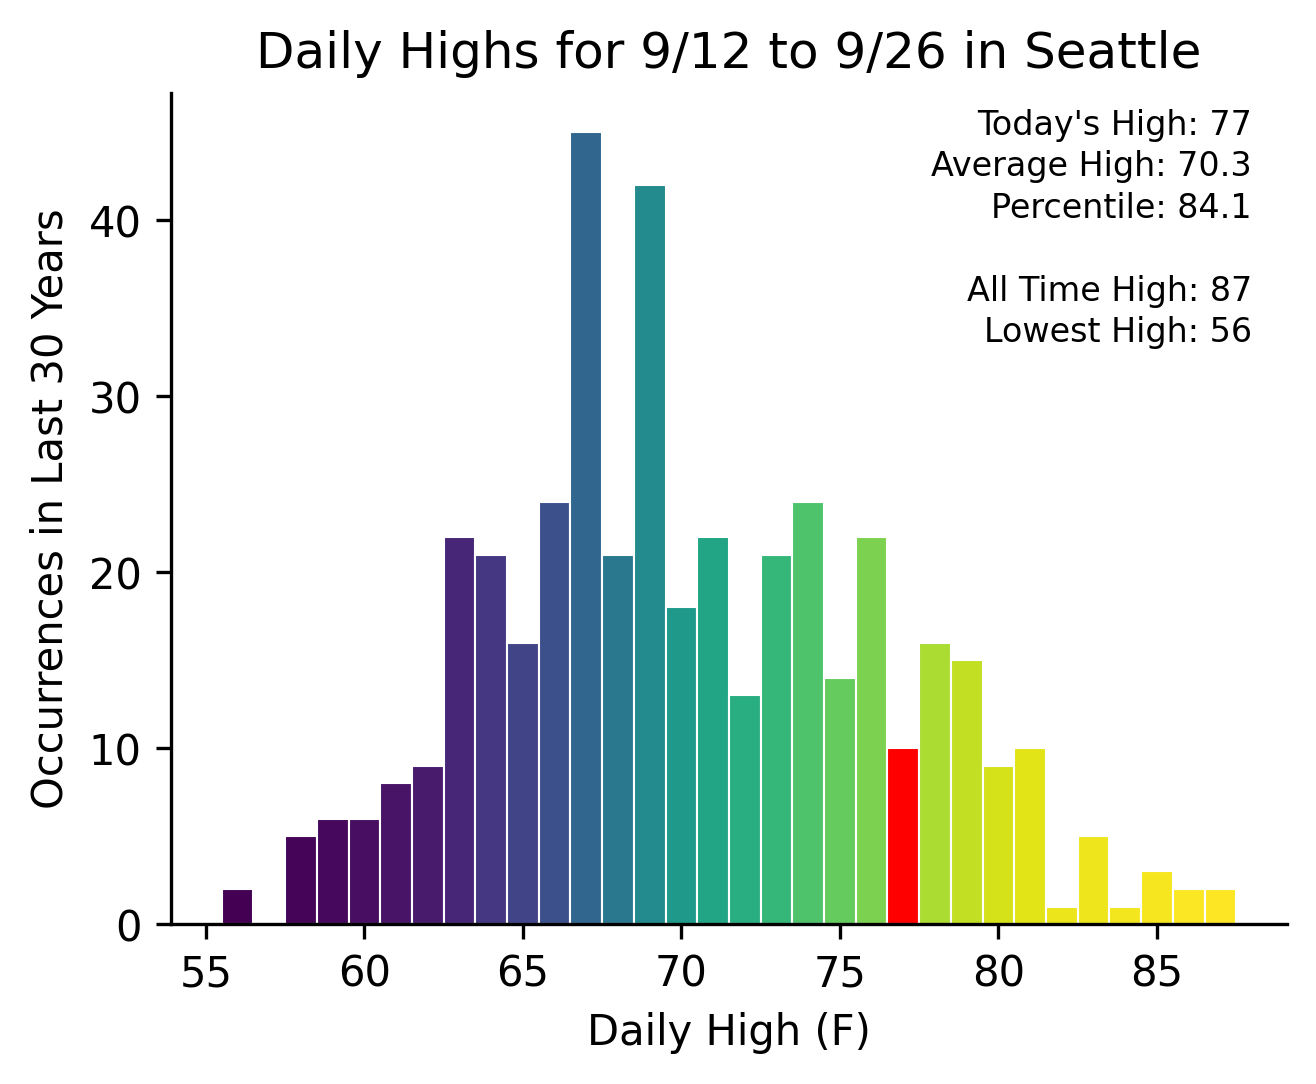 Daily Highs for 9/12 to 9/26 in Seattle
Today's High: 77
Average High: 70.3
Percentile: 84.1
All Time High: 87
Lowest High: 56
Occurrences in Last 30 Years
40
30
20
10
0
55 60 65 70 75 80 85
Daily High (F)